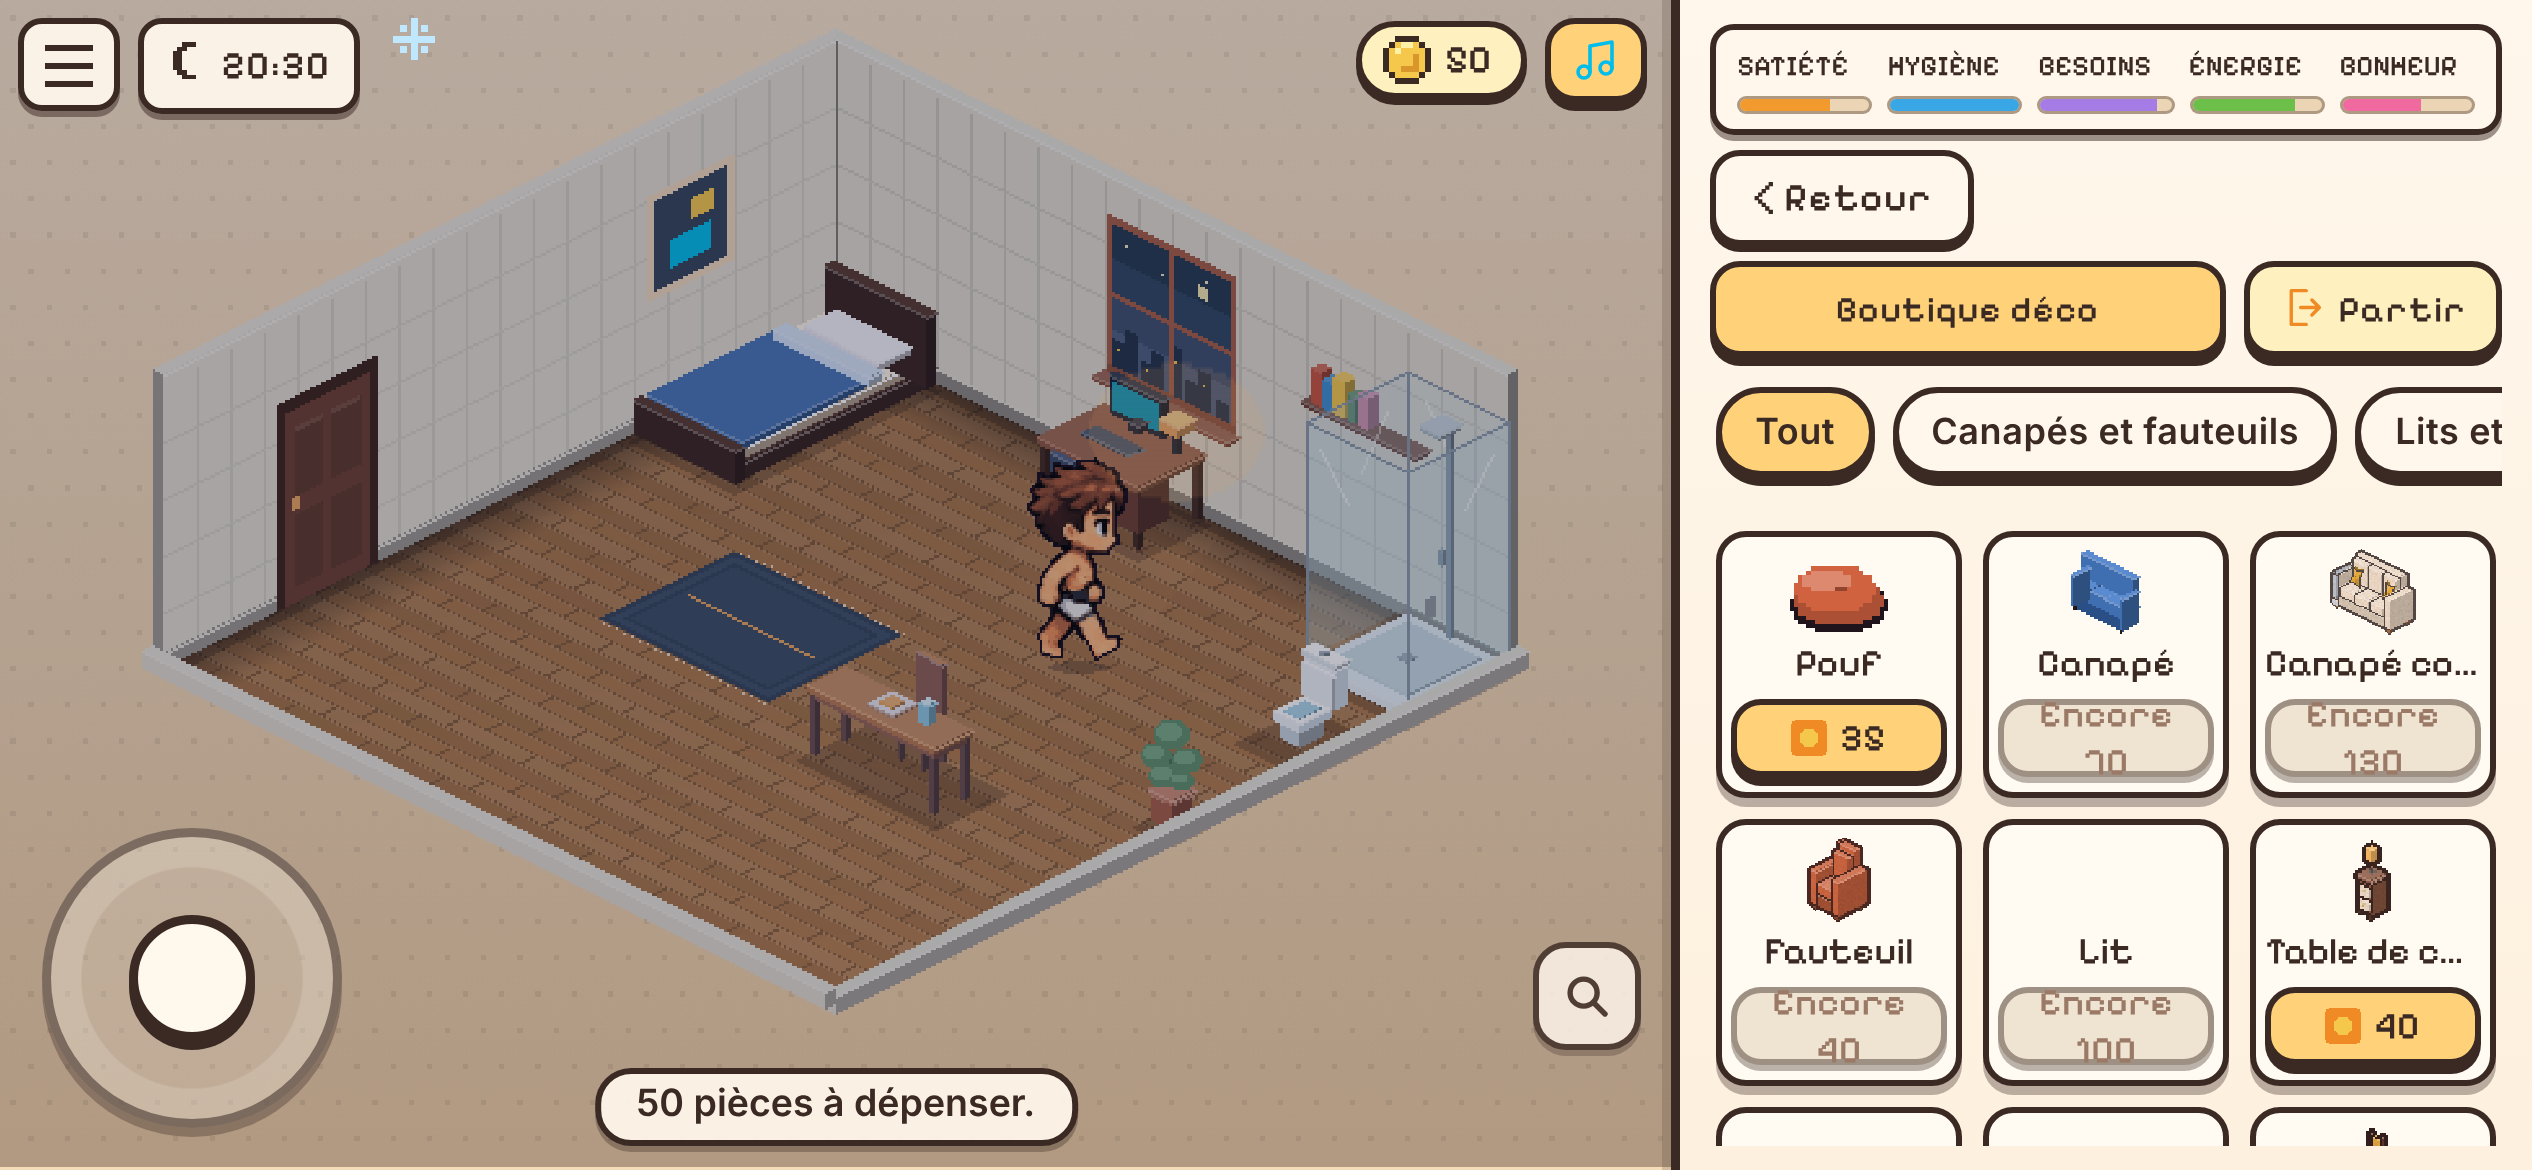 20:30
50
SATIÉTÉ HYGIÈNE BESOINS ÉNERGIE BONHEUR
Retour
Boutique déco
Partir
Tout
Canapés et fauteuils
Lits et
Pouf
Canapé
Canapé co...
35
Encore
70
Encore
130
Fauteuil
Lit
Table de c...
Encore
40
Encore
100
40
50 pièces à dépenser.